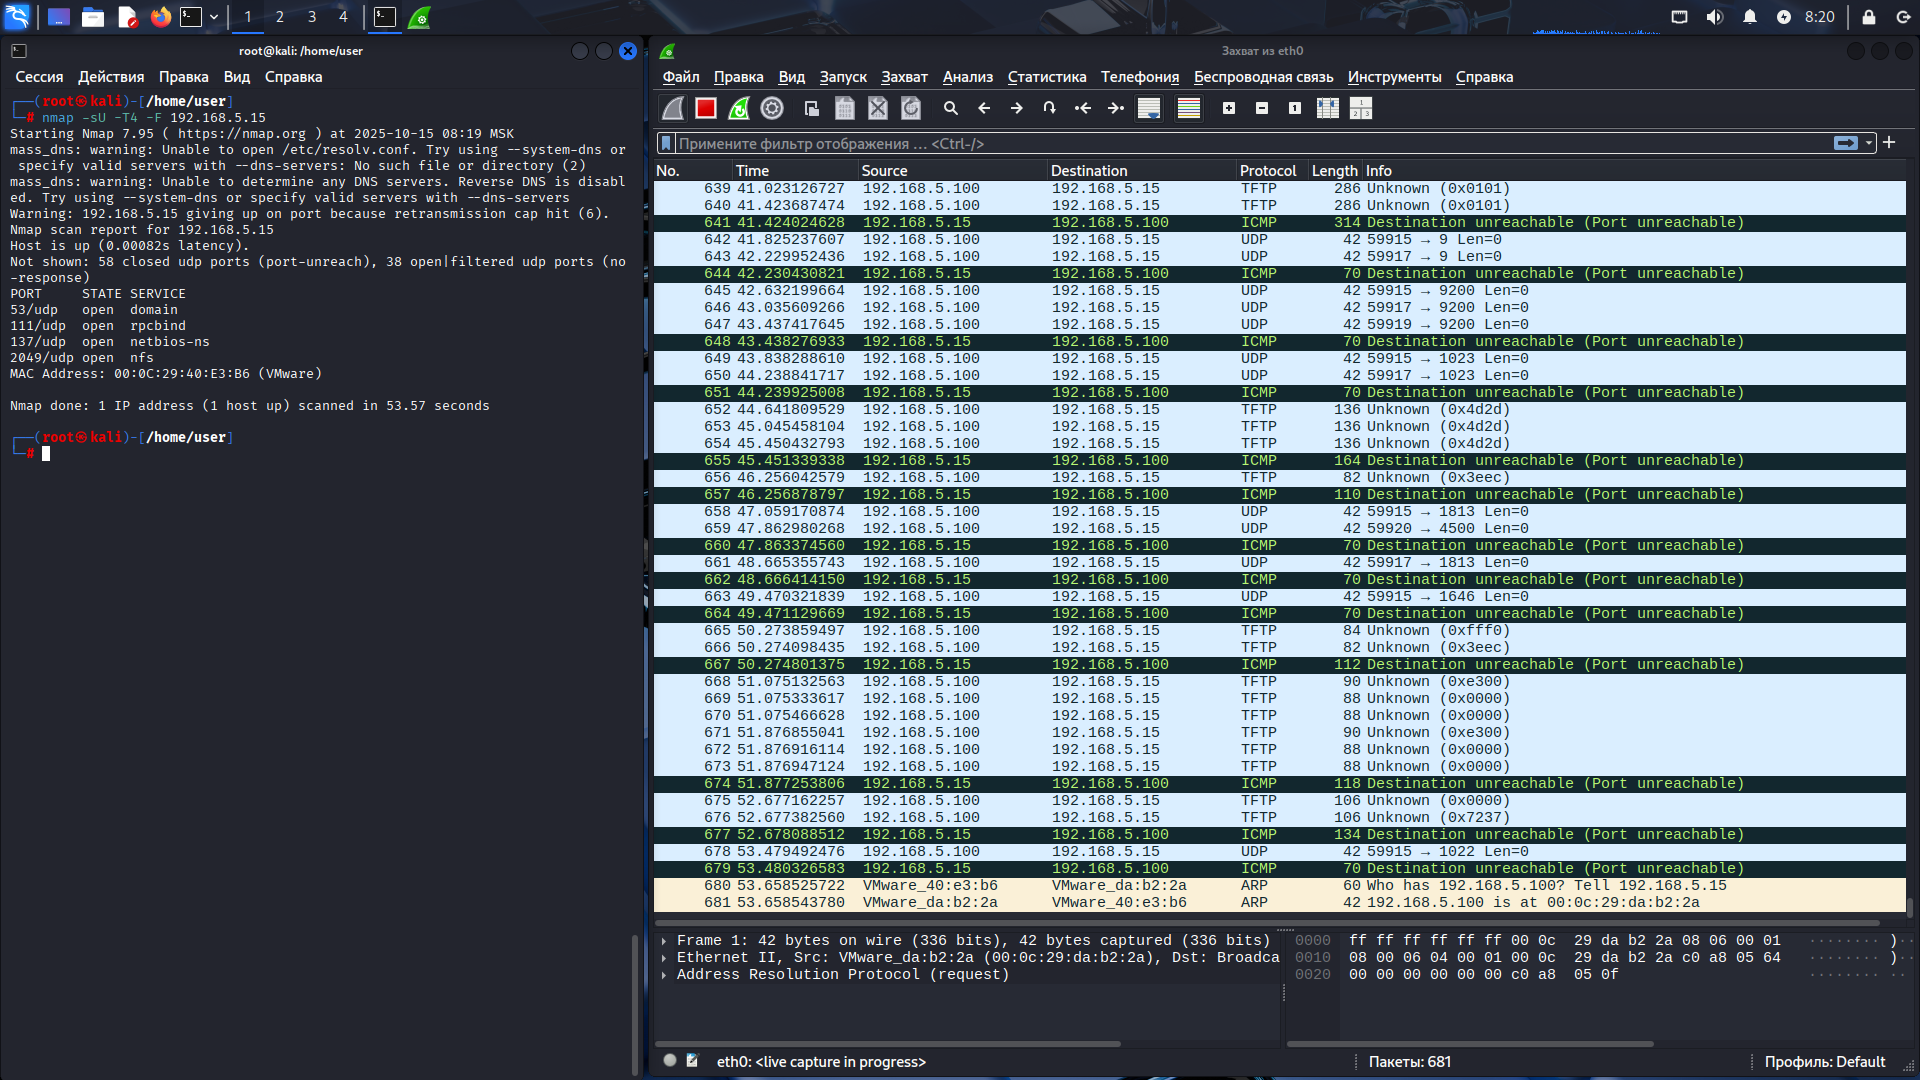 1 2 3 4
8:20
root@kali: /home/user
Сессия Действия Правка Вид Справка
┌──(root㉿kali)-[/home/user]
└─# nmap -sU -T4 -F 192.168.5.15
Starting Nmap 7.95 ( https://nmap.org ) at 2025-10-15 08:19 MSK
mass_dns: warning: Unable to open /etc/resolv.conf. Try using --system-dns or
 specify valid servers with --dns-servers: No such file or directory (2)
mass_dns: warning: Unable to determine any DNS servers. Reverse DNS is disabl
ed. Try using --system-dns or specify valid servers with --dns-servers
Warning: 192.168.5.15 giving up on port because retransmission cap hit (6).
Nmap scan report for 192.168.5.15
Host is up (0.00082s latency).
Not shown: 58 closed udp ports (port-unreach), 38 open|filtered udp ports (no
-response)
PORT     STATE SERVICE
53/udp   open  domain
111/udp  open  rpcbind
137/udp  open  netbios-ns
2049/udp open  nfs
MAC Address: 00:0C:29:40:E3:B6 (VMware)
Nmap done: 1 IP address (1 host up) scanned in 53.57 seconds
┌──(root㉿kali)-[/home/user]
└─#
Захват из eth0
Файл Правка Вид Запуск Захват Анализ Статистика Телефония Беспроводная связь Инструменты Справка
Примените фильтр отображения … <Ctrl-/>
No. Time Source Destination Protocol Length Info
639 41.023126727 192.168.5.100 192.168.5.15 TFTP 286 Unknown (0x0101)
640 41.423687474 192.168.5.100 192.168.5.15 TFTP 286 Unknown (0x0101)
641 41.424024628 192.168.5.15 192.168.5.100 ICMP 314 Destination unreachable (Port unreachable)
642 41.825237607 192.168.5.100 192.168.5.15 UDP 42 59915 → 9 Len=0
643 42.229952436 192.168.5.100 192.168.5.15 UDP 42 59917 → 9 Len=0
644 42.230430821 192.168.5.15 192.168.5.100 ICMP 70 Destination unreachable (Port unreachable)
645 42.632199664 192.168.5.100 192.168.5.15 UDP 42 59915 → 9200 Len=0
646 43.035609266 192.168.5.100 192.168.5.15 UDP 42 59917 → 9200 Len=0
647 43.437417645 192.168.5.100 192.168.5.15 UDP 42 59919 → 9200 Len=0
648 43.438276933 192.168.5.15 192.168.5.100 ICMP 70 Destination unreachable (Port unreachable)
649 43.838288610 192.168.5.100 192.168.5.15 UDP 42 59915 → 1023 Len=0
650 44.238841717 192.168.5.100 192.168.5.15 UDP 42 59917 → 1023 Len=0
651 44.239925008 192.168.5.15 192.168.5.100 ICMP 70 Destination unreachable (Port unreachable)
652 44.641809529 192.168.5.100 192.168.5.15 TFTP 136 Unknown (0x4d2d)
653 45.045458104 192.168.5.100 192.168.5.15 TFTP 136 Unknown (0x4d2d)
654 45.450432793 192.168.5.100 192.168.5.15 TFTP 136 Unknown (0x4d2d)
655 45.451339338 192.168.5.15 192.168.5.100 ICMP 164 Destination unreachable (Port unreachable)
656 46.256042579 192.168.5.100 192.168.5.15 TFTP 82 Unknown (0x3eec)
657 46.256878797 192.168.5.15 192.168.5.100 ICMP 110 Destination unreachable (Port unreachable)
658 47.059170874 192.168.5.100 192.168.5.15 UDP 42 59915 → 1813 Len=0
659 47.862980268 192.168.5.100 192.168.5.15 UDP 42 59920 → 4500 Len=0
660 47.863374560 192.168.5.15 192.168.5.100 ICMP 70 Destination unreachable (Port unreachable)
661 48.665355743 192.168.5.100 192.168.5.15 UDP 42 59917 → 1813 Len=0
662 48.666414150 192.168.5.15 192.168.5.100 ICMP 70 Destination unreachable (Port unreachable)
663 49.470321839 192.168.5.100 192.168.5.15 UDP 42 59915 → 1646 Len=0
664 49.471129669 192.168.5.15 192.168.5.100 ICMP 70 Destination unreachable (Port unreachable)
665 50.273859497 192.168.5.100 192.168.5.15 TFTP 84 Unknown (0xfff0)
666 50.274098435 192.168.5.100 192.168.5.15 TFTP 82 Unknown (0x3eec)
667 50.274801375 192.168.5.15 192.168.5.100 ICMP 112 Destination unreachable (Port unreachable)
668 51.075132563 192.168.5.100 192.168.5.15 TFTP 90 Unknown (0xe300)
669 51.075333617 192.168.5.100 192.168.5.15 TFTP 88 Unknown (0x0000)
670 51.075466628 192.168.5.100 192.168.5.15 TFTP 88 Unknown (0x0000)
671 51.876855041 192.168.5.100 192.168.5.15 TFTP 90 Unknown (0xe300)
672 51.876916114 192.168.5.100 192.168.5.15 TFTP 88 Unknown (0x0000)
673 51.876947124 192.168.5.100 192.168.5.15 TFTP 88 Unknown (0x0000)
674 51.877253806 192.168.5.15 192.168.5.100 ICMP 118 Destination unreachable (Port unreachable)
675 52.677162257 192.168.5.100 192.168.5.15 TFTP 106 Unknown (0x0000)
676 52.677382560 192.168.5.100 192.168.5.15 TFTP 106 Unknown (0x7237)
677 52.678088512 192.168.5.15 192.168.5.100 ICMP 134 Destination unreachable (Port unreachable)
678 53.479492476 192.168.5.100 192.168.5.15 UDP 42 59915 → 1022 Len=0
679 53.480326583 192.168.5.15 192.168.5.100 ICMP 70 Destination unreachable (Port unreachable)
680 53.658525722 VMware_40:e3:b6 VMware_da:b2:2a ARP 60 Who has 192.168.5.100? Tell 192.168.5.15
681 53.658543780 VMware_da:b2:2a VMware_40:e3:b6 ARP 42 192.168.5.100 is at 00:0c:29:da:b2:2a
Frame 1: 42 bytes on wire (336 bits), 42 bytes captured (336 bits)
Ethernet II, Src: VMware_da:b2:2a (00:0c:29:da:b2:2a), Dst: Broadca
Address Resolution Protocol (request)
0000 ff ff ff ff ff ff 00 0c 29 da b2 2a 08 06 00 01 ········ )··
0010 08 00 06 04 00 01 00 0c 29 da b2 2a c0 a8 05 64 ········ )··
0020 00 00 00 00 00 00 c0 a8 05 0f ········ ··
eth0: <live capture in progress>
Пакеты: 681
Профиль: Default